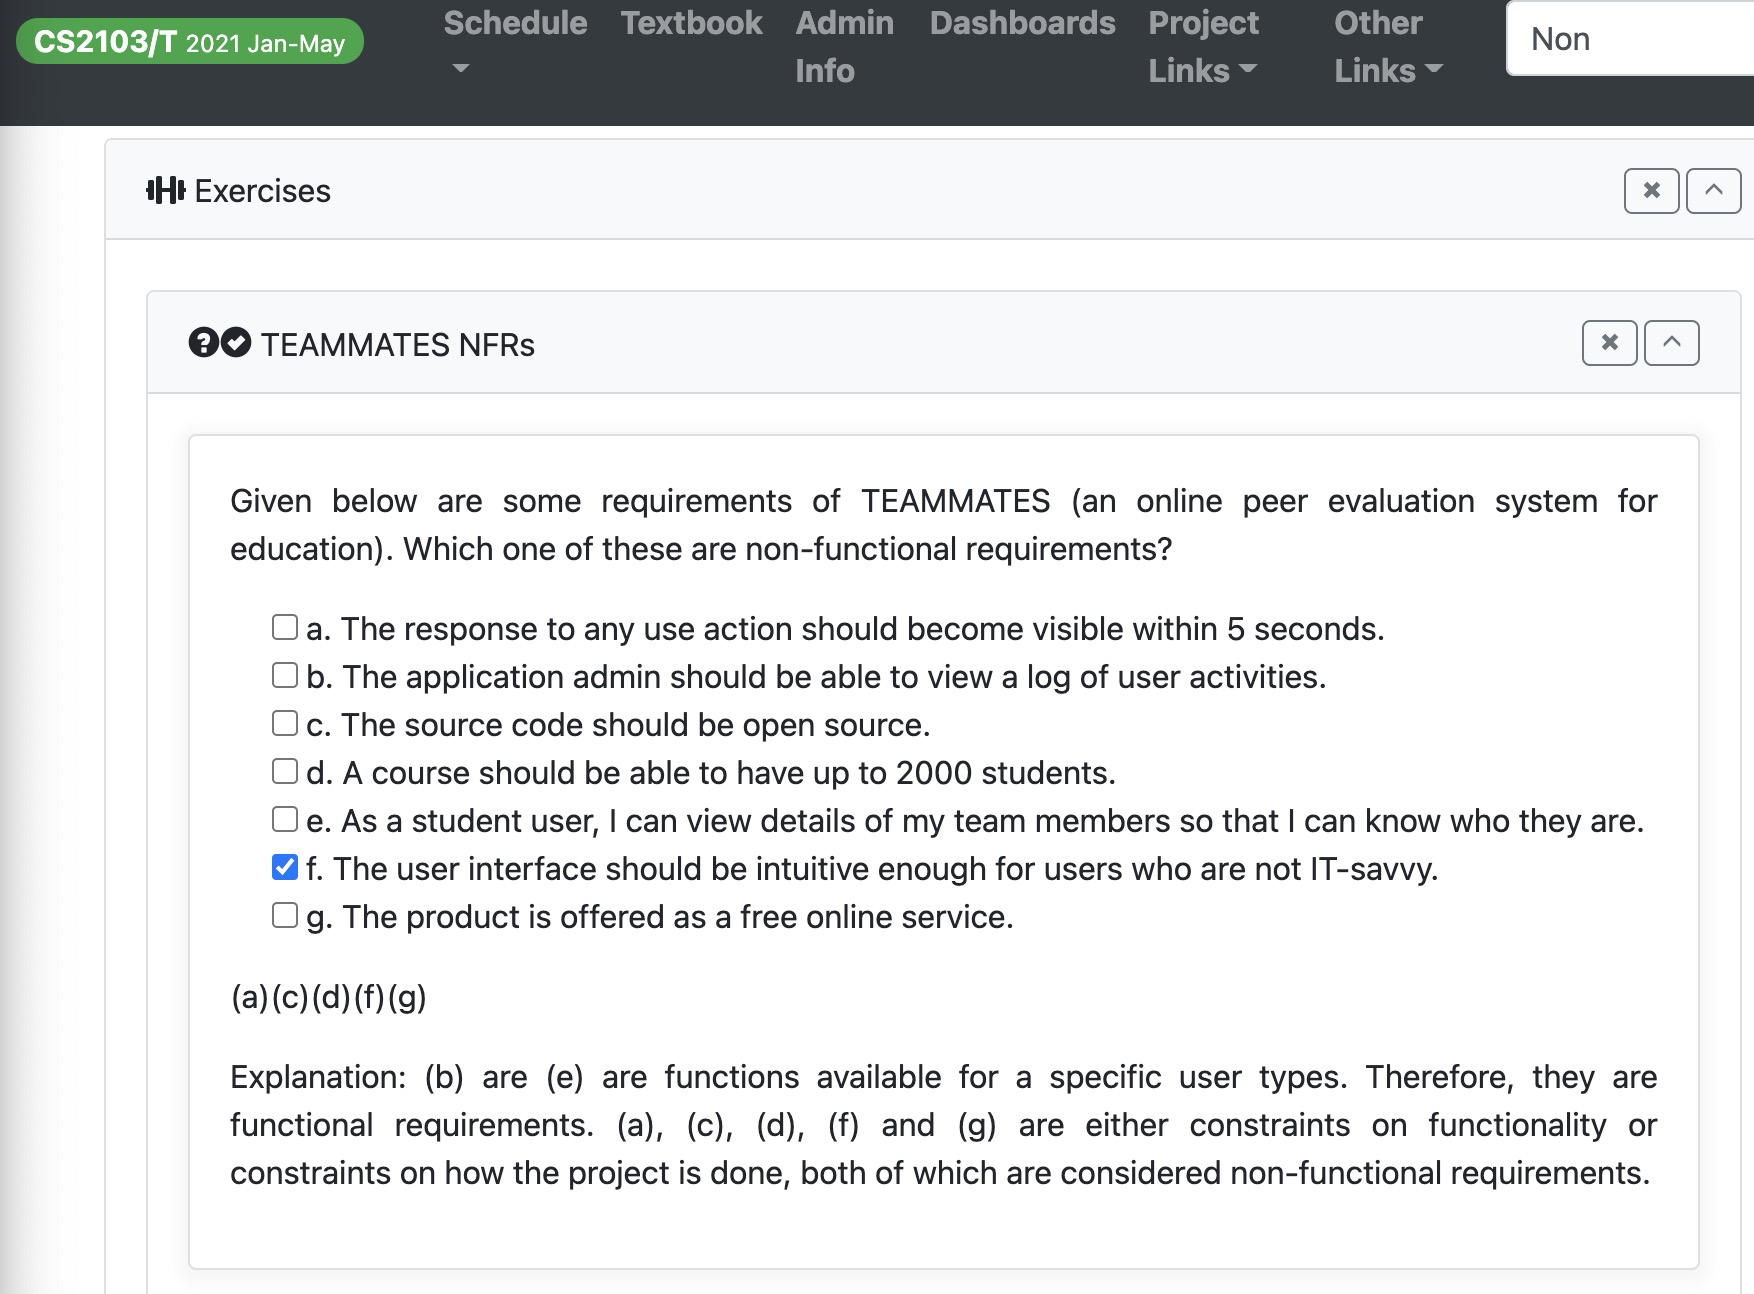 CS2103/T 2021 Jan-May
Schedule Textbook Admin Info Dashboards Project Links Other Links
Non
Exercises
TEAMMATES NFRs
Given below are some requirements of TEAMMATES (an online peer evaluation system for
education). Which one of these are non-functional requirements?
a. The response to any use action should become visible within 5 seconds.
b. The application admin should be able to view a log of user activities.
c. The source code should be open source.
d. A course should be able to have up to 2000 students.
e. As a student user, I can view details of my team members so that I can know who they are.
f. The user interface should be intuitive enough for users who are not IT-savvy.
g. The product is offered as a free online service.
(a)(c)(d)(f)(g)
Explanation: (b) are (e) are functions available for a specific user types. Therefore, they are
functional requirements. (a), (c), (d), (f) and (g) are either constraints on functionality or
constraints on how the project is done, both of which are considered non-functional requirements.